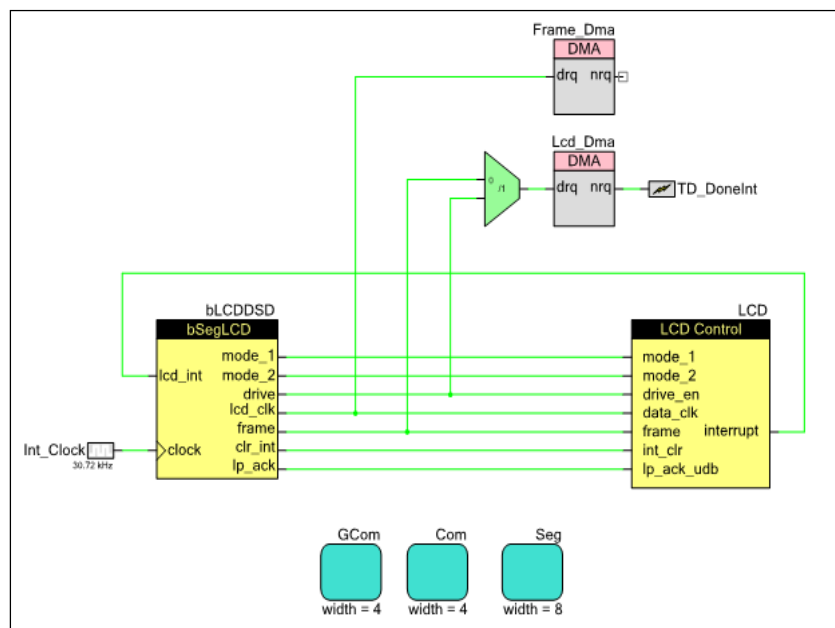 Frame_Dma
DMA
drq nrq
Lcd_Dma
DMA
0
/1
drq nrq
TD_DoneInt
bLCDDSD
bSegLCD
lcd_int
mode_1
mode_2
drive
lcd_clk
frame
clr_int
lp_ack
clock
Int_Clock
30.72 kHz
LCD
LCD Control
mode_1
mode_2
drive_en
data_clk
frame
interrupt
int_clr
lp_ack_udb
GCom
width = 4
Com
width = 4
Seg
width = 8